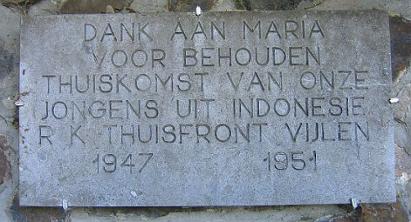 DANK AAN MARIA
VOOR BEHOUDEN
THUISKOMST VAN ONZE
JONGENS UIT INDONESIE
R K THUISFRONT VIJLEN
1947 1951